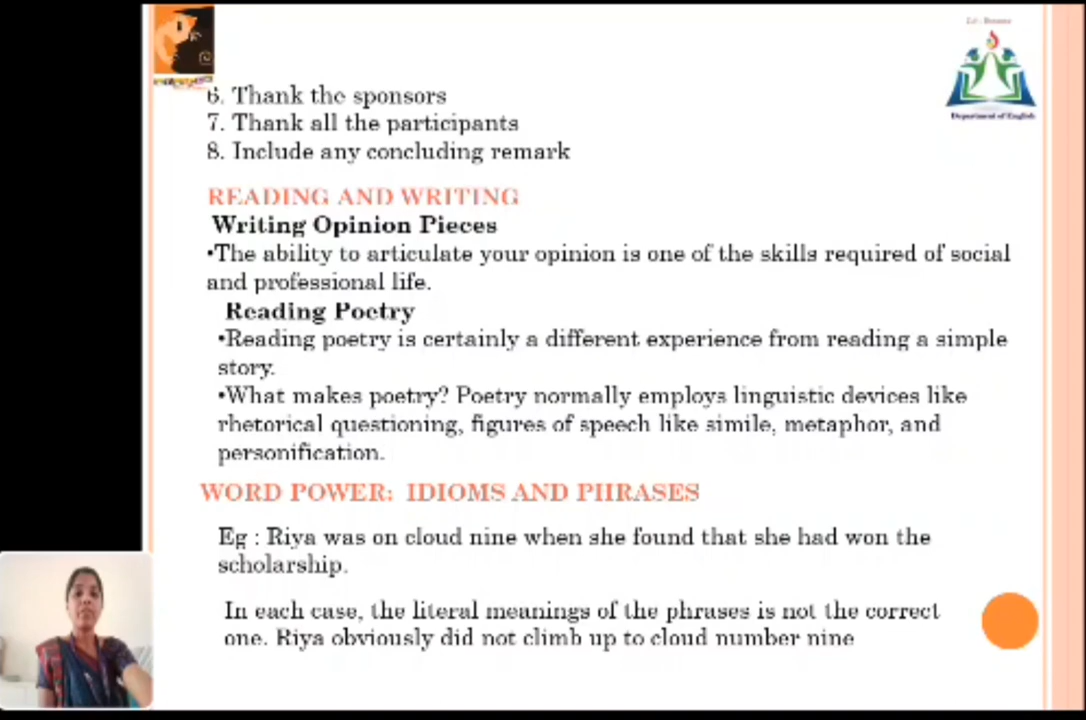 6. Thank the sponsors
7. Thank all the participants
8. Include any concluding remark
READING AND WRITING
Writing Opinion Pieces
•The ability to articulate your opinion is one of the skills required of social
and professional life.
Reading Poetry
•Reading poetry is certainly a different experience from reading a simple
story.
•What makes poetry? Poetry normally employs linguistic devices like
rhetorical questioning, figures of speech like simile, metaphor, and
personification.
WORD POWER: IDIOMS AND PHRASES
Eg : Riya was on cloud nine when she found that she had won the
scholarship.
In each case, the literal meanings of the phrases is not the correct
one. Riya obviously did not climb up to cloud number nine
Department of English